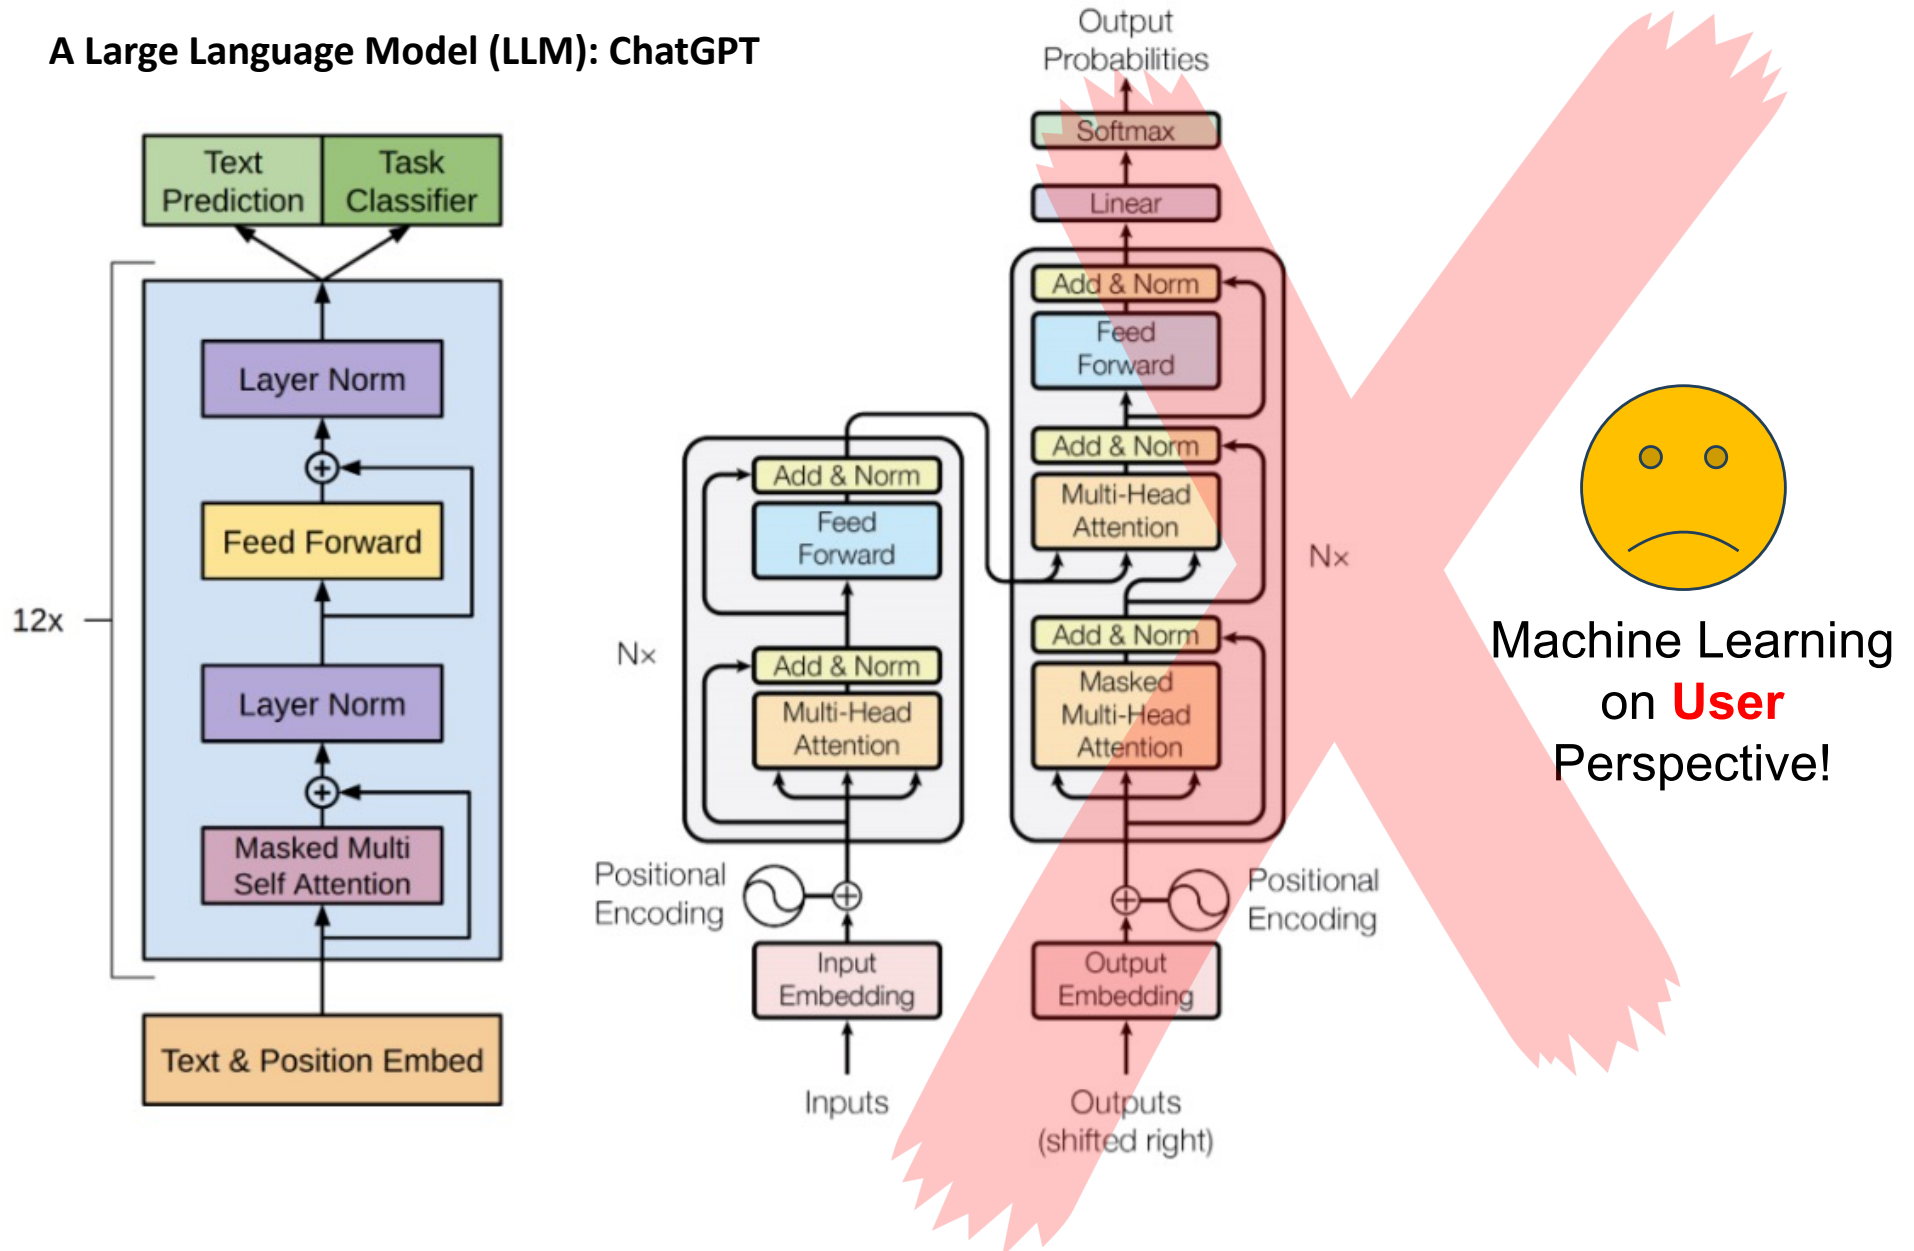 A Large Language Model (LLM): ChatGPT
Text
Prediction
Task
Classifier
Layer Norm
Feed Forward
12x
Layer Norm
Masked Multi
Self Attention
Text & Position Embed
Add & Norm
Feed
Forward
Nx
Add & Norm
Multi-Head
Attention
Positional
Encoding
Input
Embedding
Inputs
Output
Probabilities
Softmax
Linear
Add & Norm
Feed
Forward
Add & Norm
Multi-Head
Attention
Nx
Add & Norm
Masked
Multi-Head
Attention
Positional
Encoding
Output
Embedding
Outputs
(shifted right)
Machine Learning
on User
Perspective!